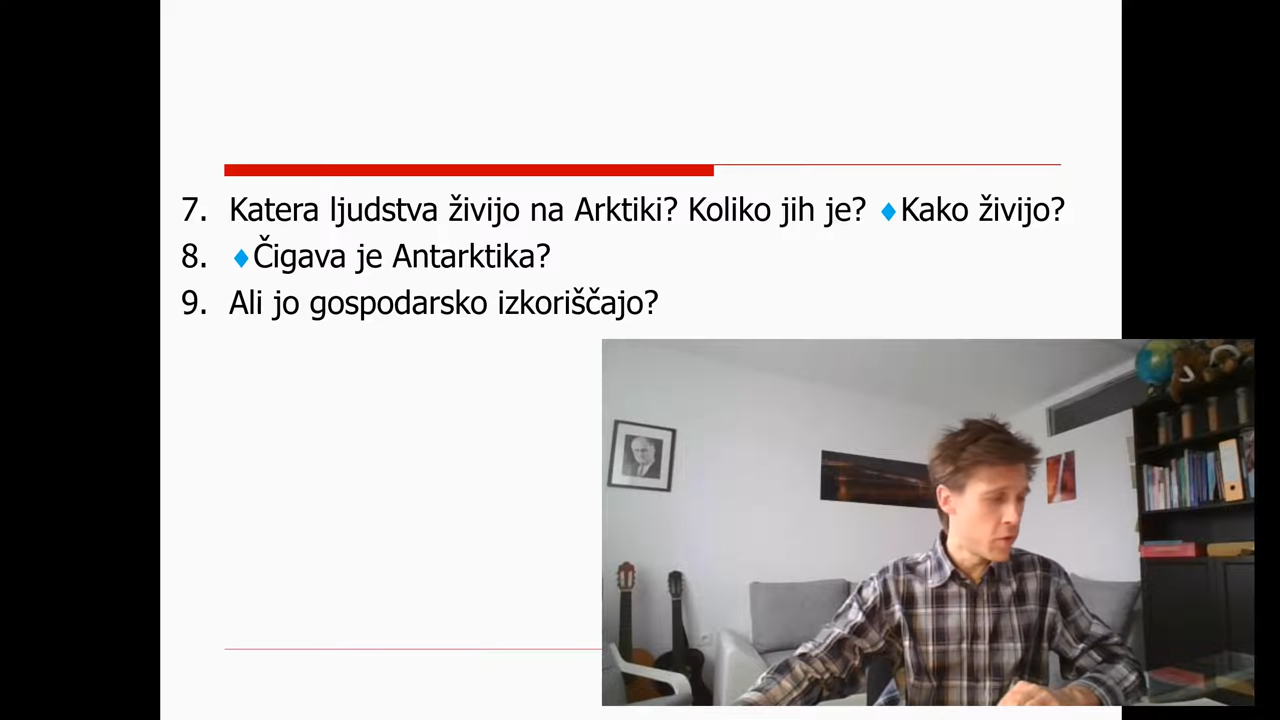 7. Katera ljudstva živijo na Arktiki? Koliko jih je? ♦Kako živijo?
8. ♦Čigava je Antarktika?
9. Ali jo gospodarsko izkoriščajo?